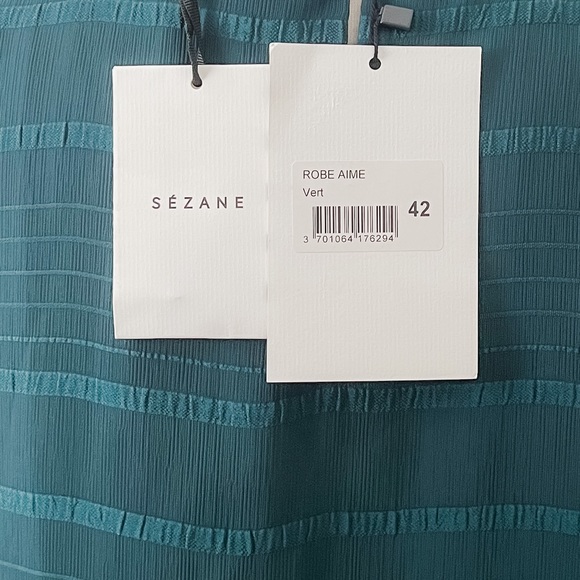 SÉZANE
ROBE AIME
Vert
42
3 701064 176294